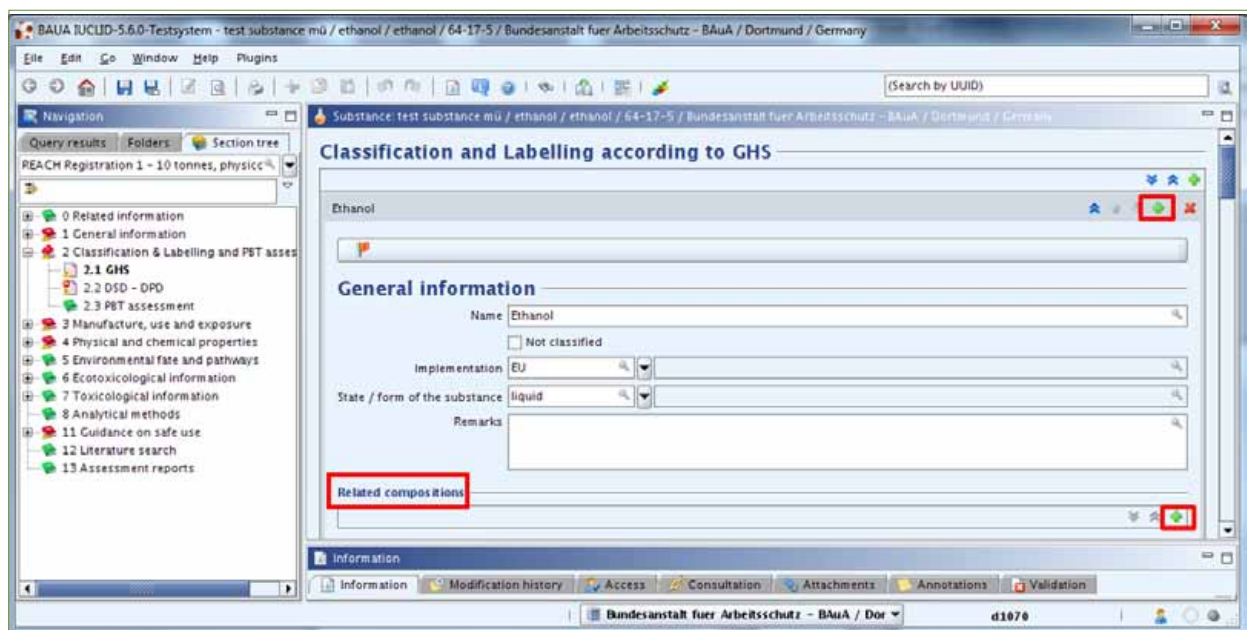 BAUA IUCLID-5.6.0-Testsystem - test substance mü / ethanol / ethanol / 64-17-5 / Bundesanstalt fuer Arbeitsschutz - BAuA / Dortmund / Germany
File Edit Go Window Help Plugins
(Search by UUID)
Navigation
Query results Folders Section tree
REACH Registration 1 - 10 tonnes, physicc
0 Related information
1 General information
2 Classification & Labelling and PBT asses
2.1 GHS
2.2 DSD - DPD
2.3 PBT assessment
3 Manufacture, use and exposure
4 Physical and chemical properties
5 Environmental fate and pathways
6 Ecotoxicological information
7 Toxicological information
8 Analytical methods
11 Guidance on safe use
12 Literature search
13 Assessment reports
Substance: test substance mü / ethanol / ethanol / 64-17-5 / Bundesanstalt fuer Arbeitsschutz - BAuA / Dortmund / Germany
Classification and Labelling according to GHS
Ethanol
General information
Name Ethanol
Not classified
Implementation EU
State / form of the substance liquid
Remarks
Related compositions
Information
Information Modification history Access Consultation Attachments Annotations Validation
Bundesanstalt fuer Arbeitsschutz - BAuA / Dor d1070